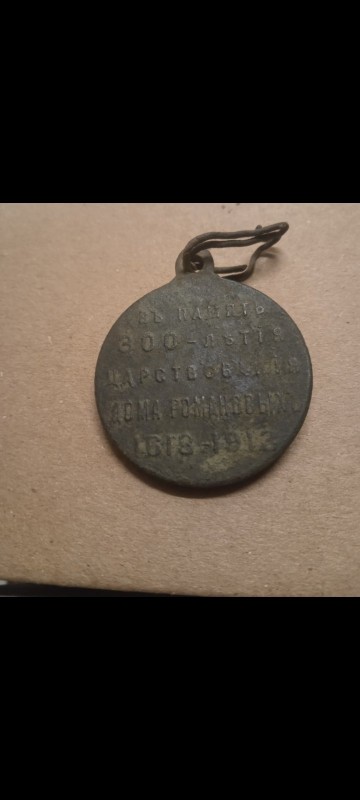 ВЪ ПАМЯТЬ
300-ЛѢТІЯ
ЦАРСТВОВАНІЯ
ДОМА РОМАНОВЫХЪ
1613-1913